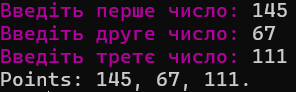 Введіть перше число: 145
Введіть друге число: 67
Введіть третє число: 111
Points: 145, 67, 111.